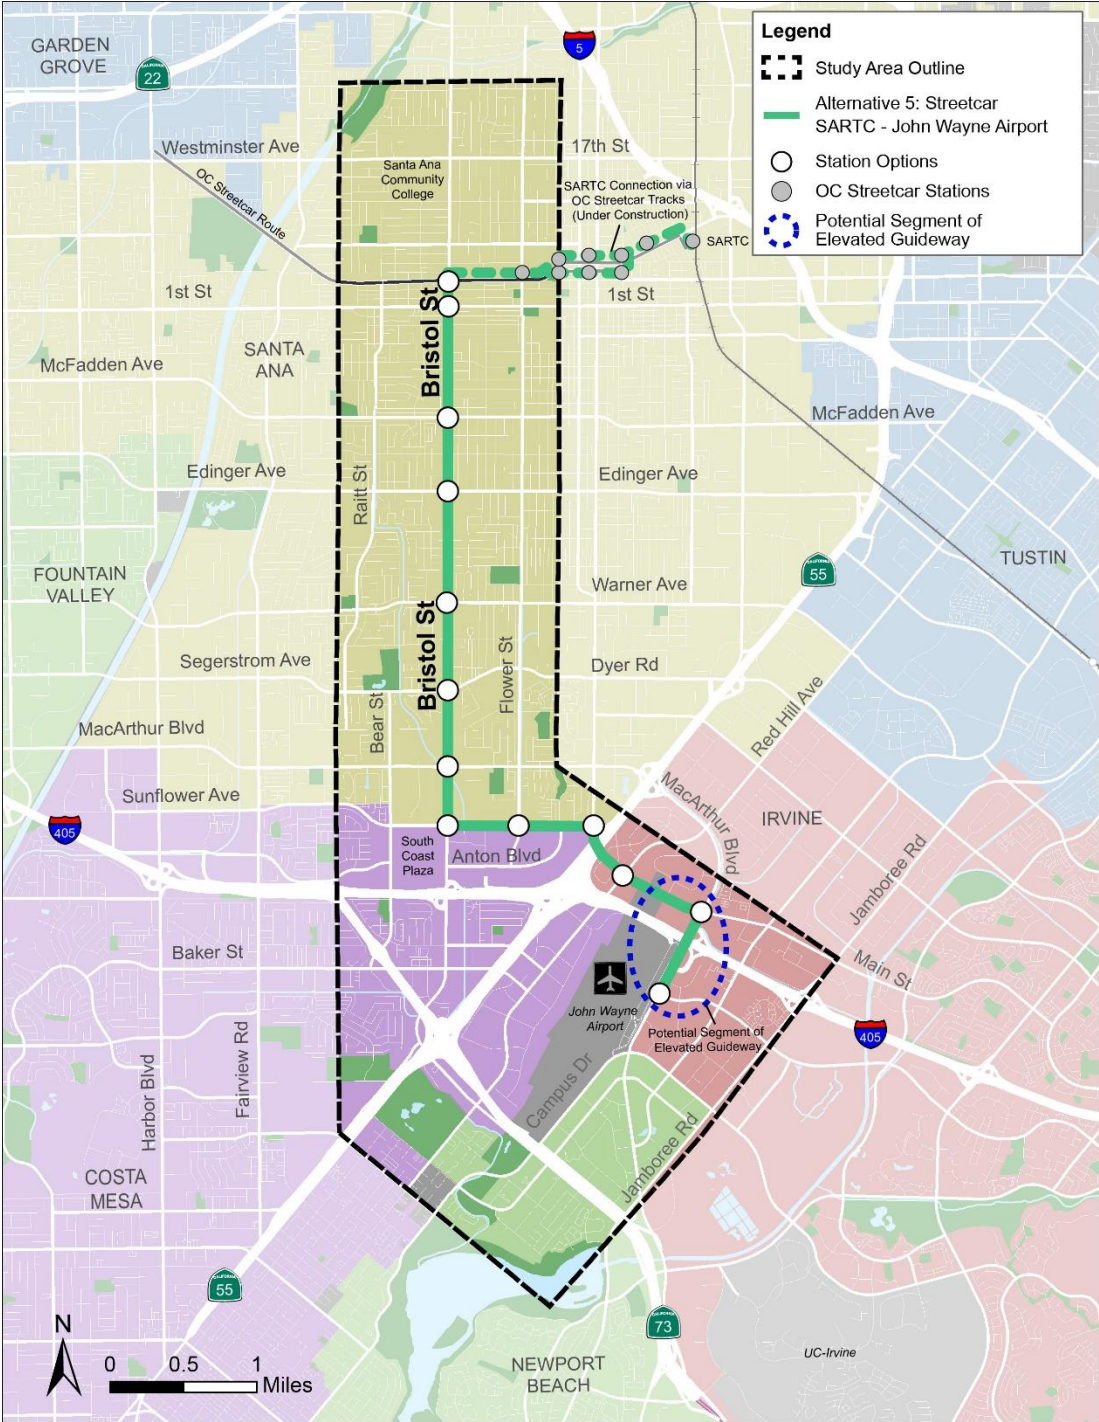 GARDEN
GROVE
CALIFORNIA
22
5
Legend
Study Area Outline
Alternative 5: Streetcar
SARTC - John Wayne Airport
Station Options
OC Streetcar Stations
Potential Segment of
Elevated Guideway
Westminster Ave
17th St
Santa Ana
Community
College
OC Streetcar Route
SARTC Connection via
OC Streetcar Tracks
(Under Construction)
SARTC
1st St
1st St
Bristol St
SANTA
ANA
McFadden Ave
McFadden Ave
Edinger Ave
Edinger Ave
Raitt St
TUSTIN
FOUNTAIN
VALLEY
Warner Ave
CALIFORNIA
55
Bristol St
Flower St
Segerstrom Ave
Dyer Rd
Bear St
Red Hill Ave
MacArthur Blvd
MacArthur Blvd
Sunflower Ave
IRVINE
405
South
Coast
Plaza
Anton Blvd
Jamboree Rd
Baker St
Main St
John Wayne
Airport
Potential Segment of
Elevated Guideway
405
Campus Dr
Harbor Blvd
Fairview Rd
Jamboree Rd
COSTA
MESA
CALIFORNIA
55
CALIFORNIA
73
N
0 0.5 1
Miles
NEWPORT
BEACH
UC-Irvine